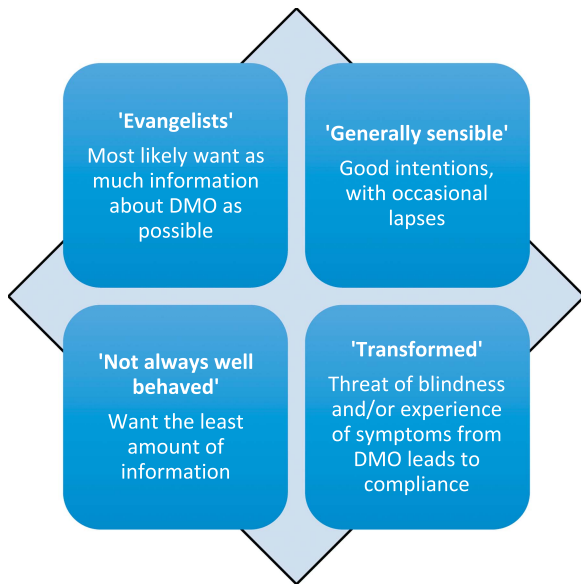 'Evangelists'
Most likely want as
much information
about DMO as
possible
'Generally sensible'
Good intentions,
with occasional
lapses
'Not always well
behaved'
Want the least
amount of
information
'Transformed'
Threat of blindness
and/or experience
of symptoms from
DMO leads to
compliance